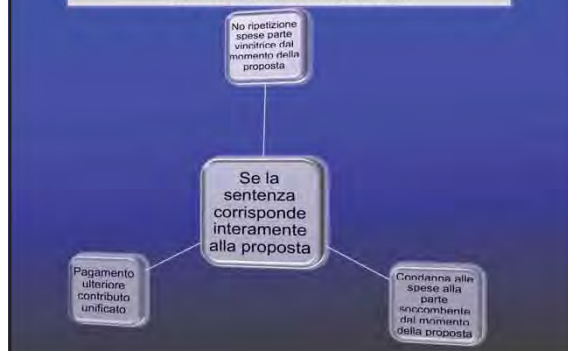 No ripetizione
spese parte
vincitrice dal
momento della
proposta
Se la
sentenza
corrisponde
interamente
alla proposta
Pagamento
ulteriore
contributo
unificato
Condanna alle
spese alla
parte
soccombente
dal momento
della proposta